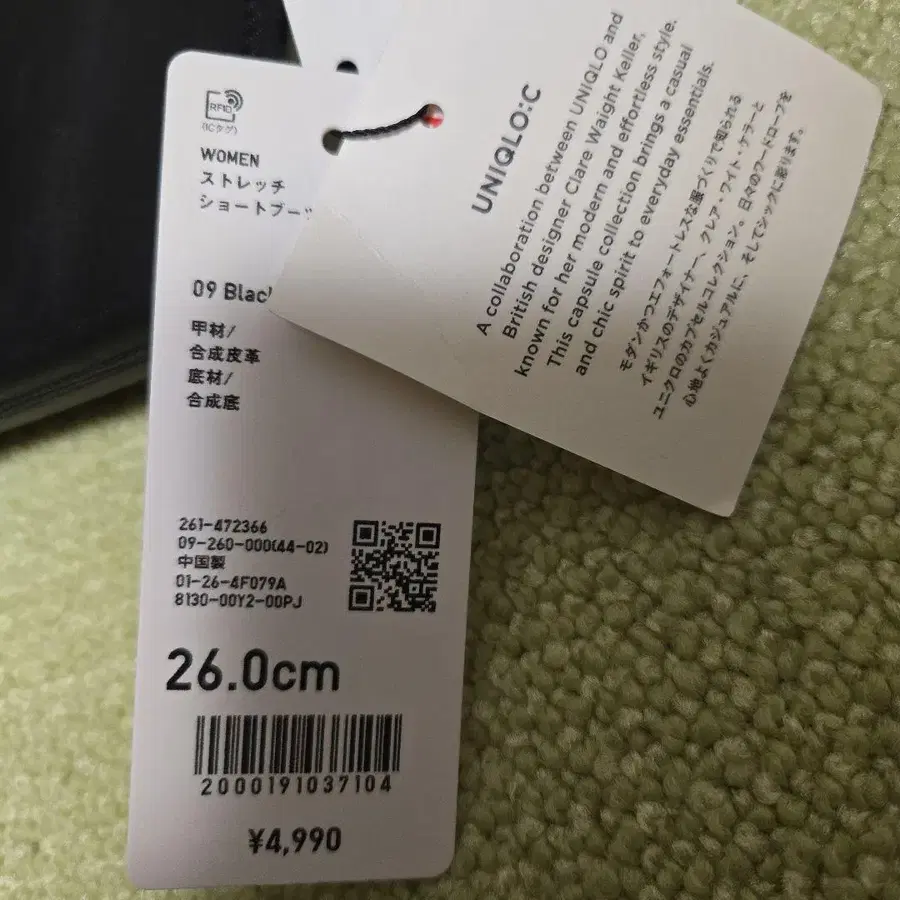 RFID
(ICタグ)
WOMEN
ストレッチ
ショートブーツ
09 Blac
甲材/
合成皮革
底材/
合成底
261-472366
09-260-000(44-02)
中国製
01-26-4F079A
8130-00Y2-00PJ
26.0cm
2000191037104
¥4,990
UNIQLO:C
A collaboration between UNIQLO and
British designer Clare Waight Keller,
known for her modern and effortless style.
This capsule collection brings a casual
and chic spirit to everyday essentials.
モダンかつエフォートレスな服づくりで知られる
イギリスのデザイナー、クレア・ワイト・ケラーと
ユニクロのカプセルコレクション。日々のワードローブを
心地よくカジュアルに、そしてシックに彩ります。